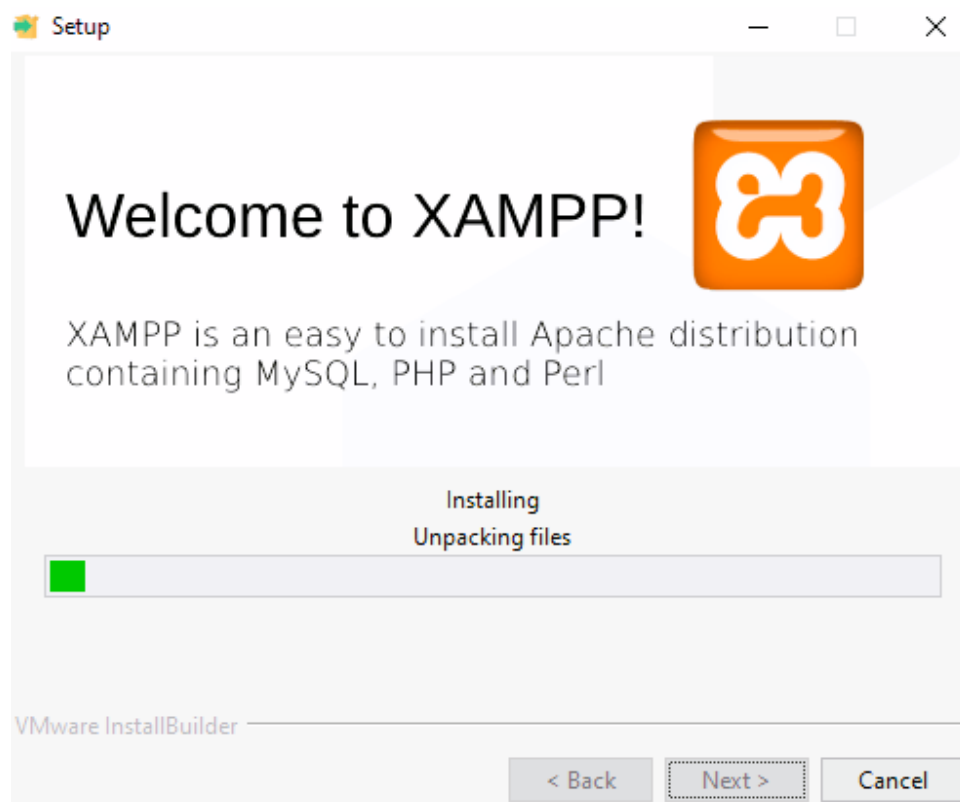 Setup
Welcome to XAMPP!
XAMPP is an easy to install Apache distribution
containing MySQL, PHP and Perl
Installing
Unpacking files
VMware InstallBuilder
< Back
Next >
Cancel